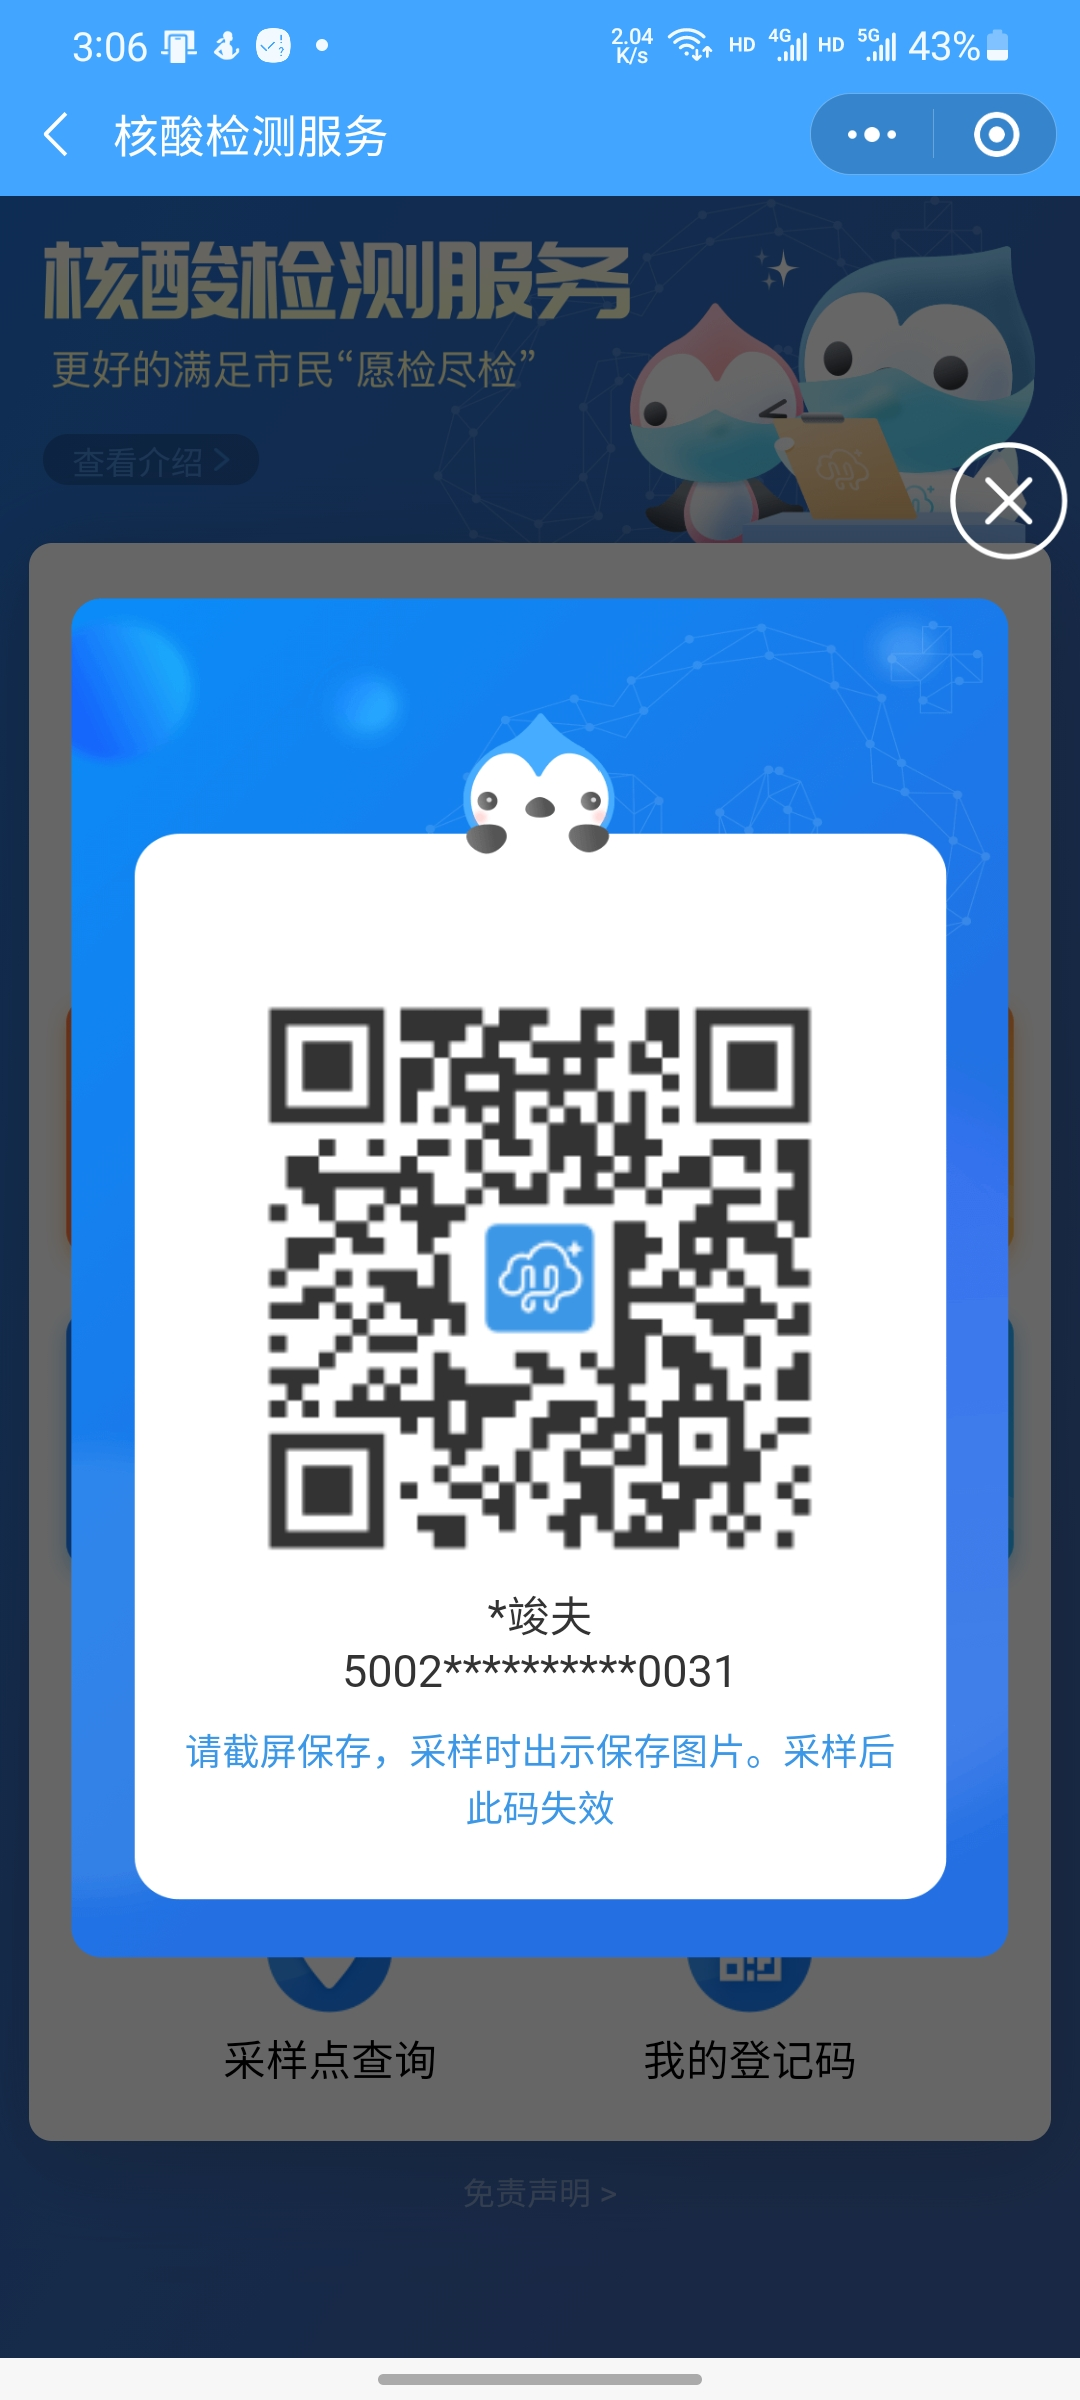 3:06
2.04 K/s HD 4G HD 5G 43%
核酸检测服务
核酸检测服务
更好的满足市民“愿检尽检”
查看介绍 >
*竣夫
5002**********0031
请截屏保存，采样时出示保存图片。采样后
此码失效
采样点查询
我的登记码
免责声明 >